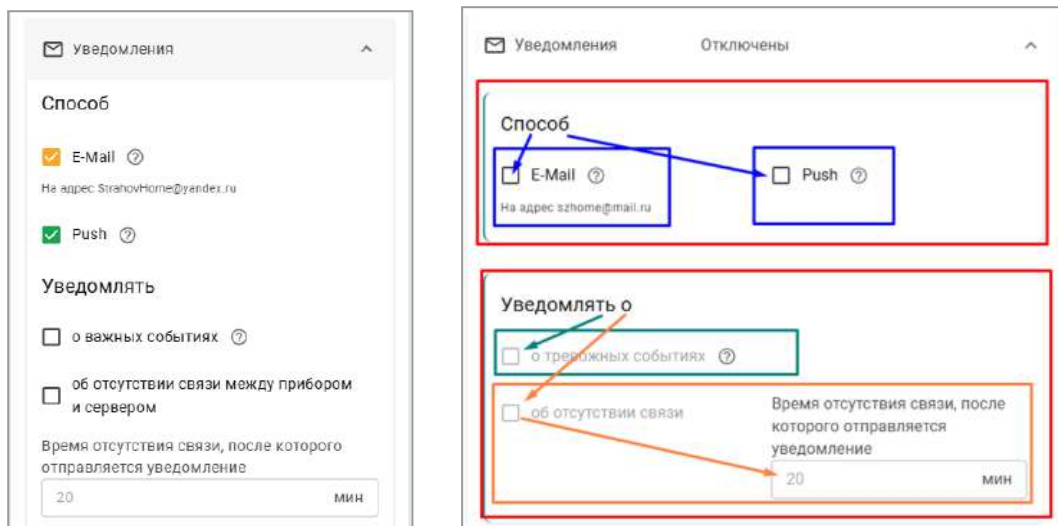 Уведомления
Способ
E-Mail
На адрес StrahovHome@yandex.ru
Push
Уведомлять
о важных событиях
об отсутствии связи между прибором
и сервером
Время отсутствия связи, после которого
отправляется уведомление
20 мин
Уведомления Отключены
Способ
E-Mail Push
На адрес szhome@mail.ru
Уведомлять о
о тревожных событиях
об отсутствии связи
Время отсутствия связи, после
которого отправляется
уведомление
20 мин